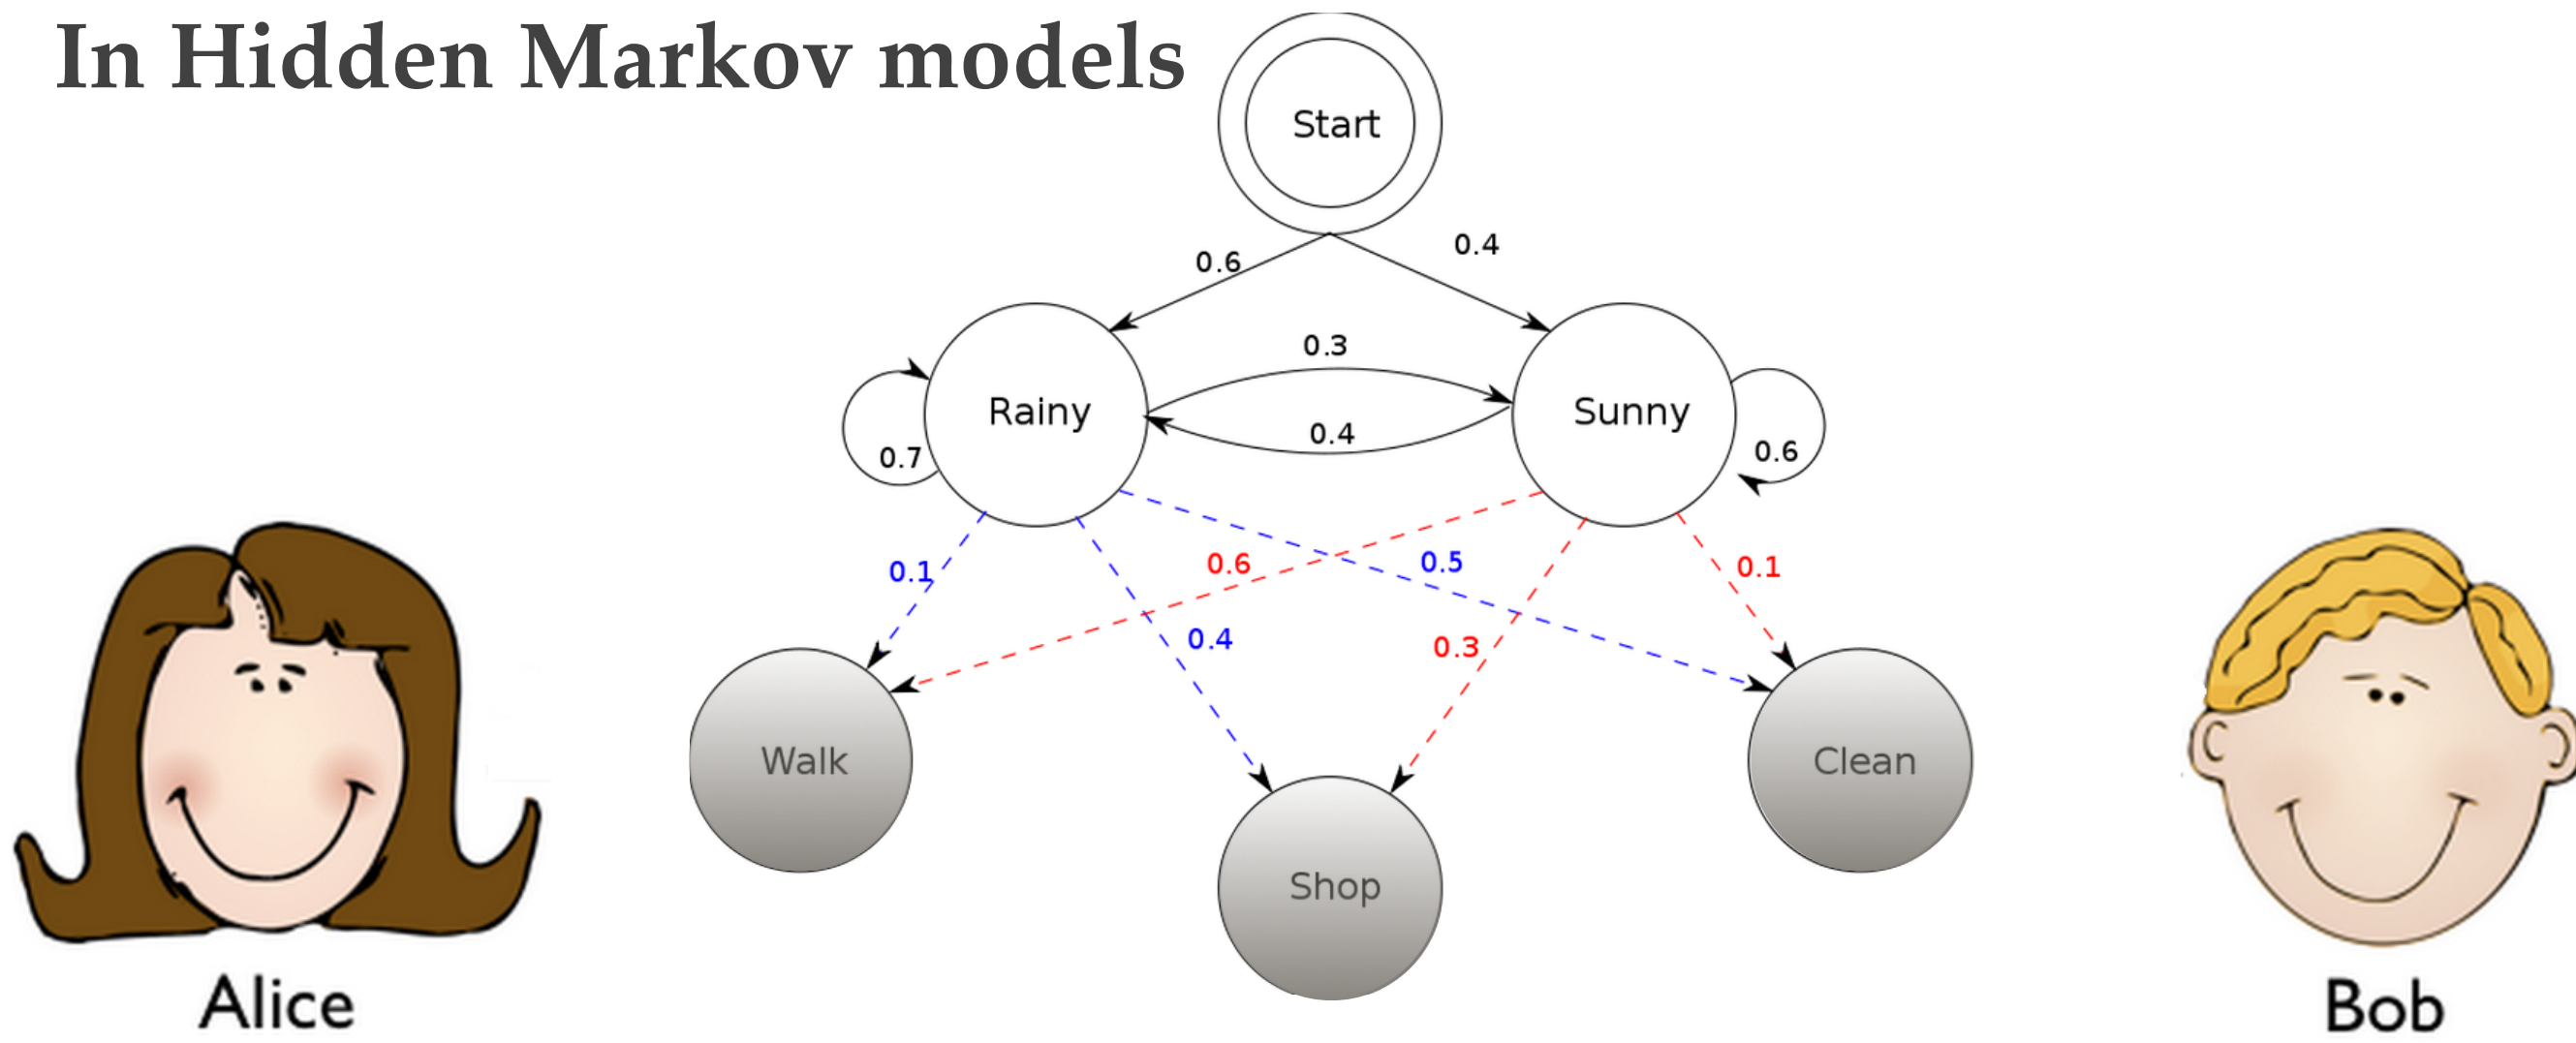 In Hidden Markov models
Start
0.6
0.4
0.3
Rainy
Sunny
0.4
0.7
0.6
0.1
0.6
0.5
0.1
0.4
0.3
Walk
Clean
Shop
Alice
Bob